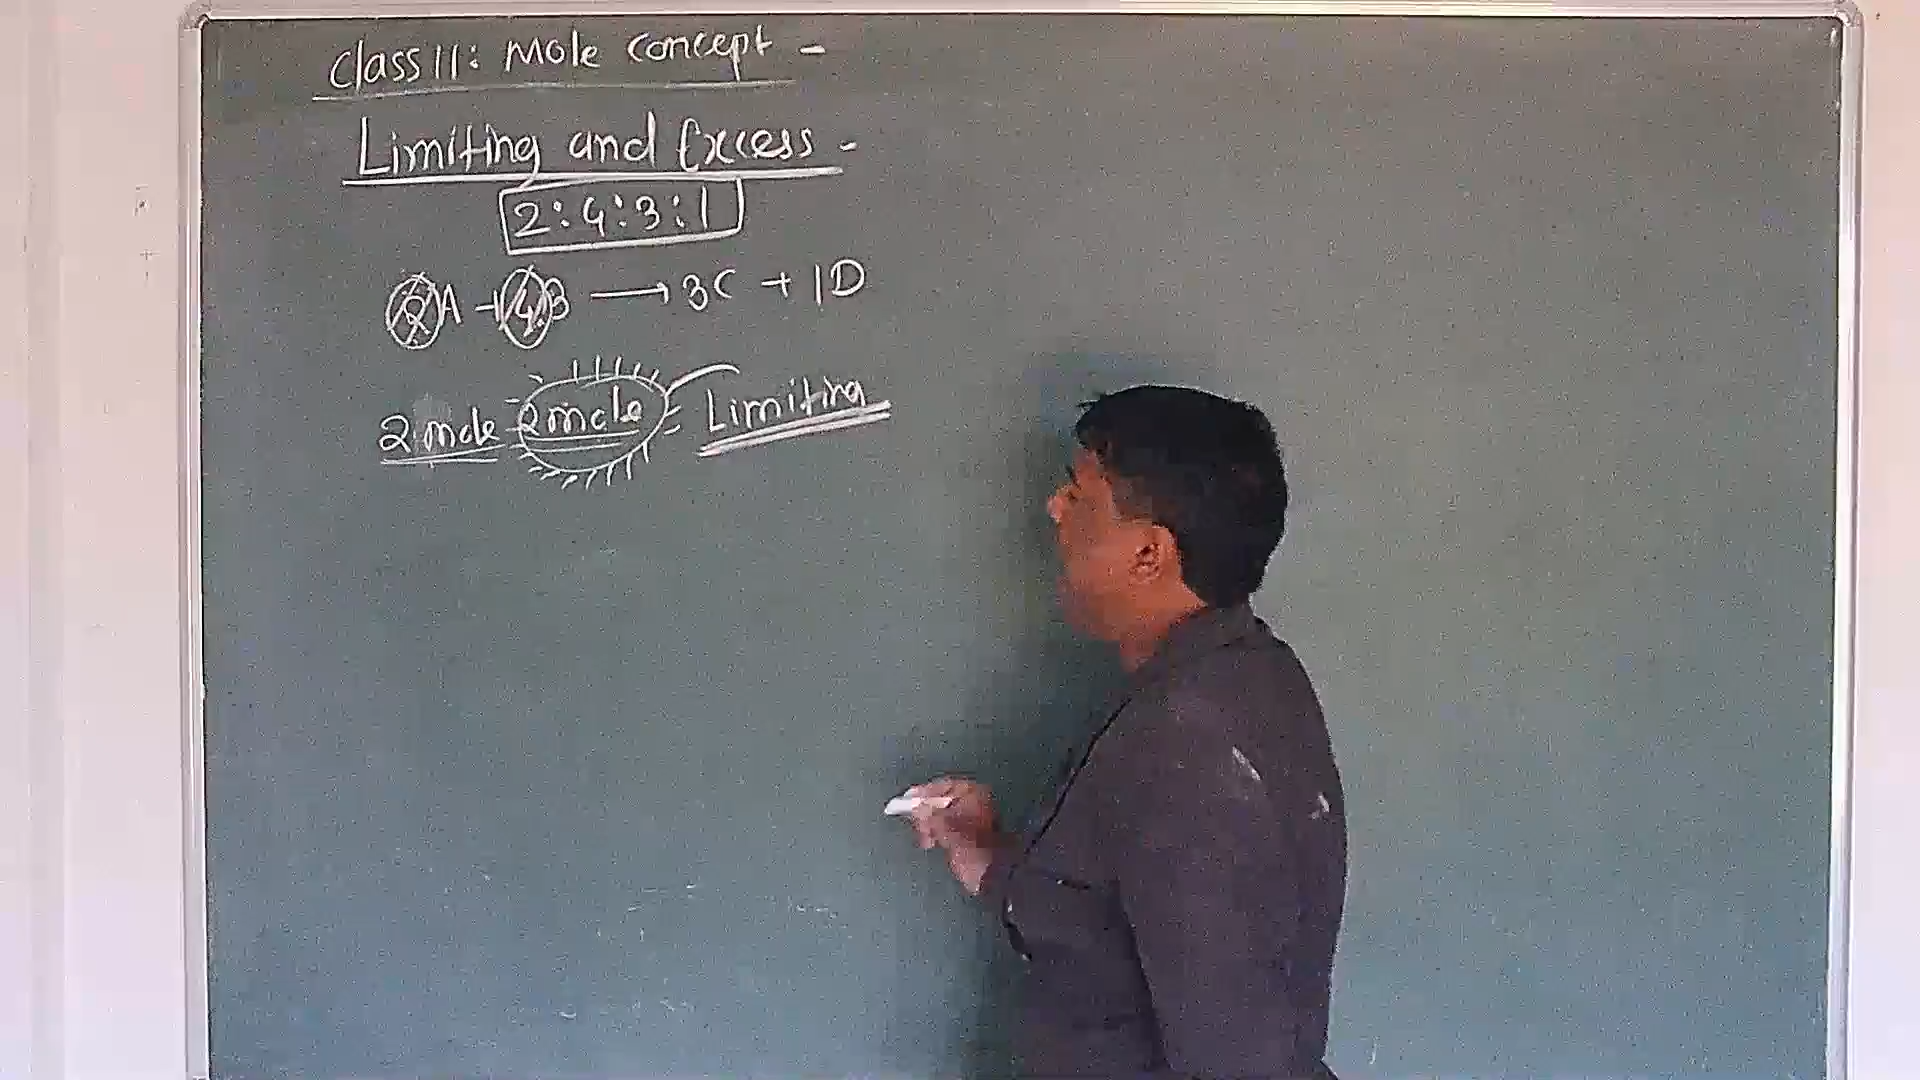 Class 11: Mole concept -
Limiting and Excess -
2:4:3:1
2A + 4B → 3C + 1D
2 mole 2 mole Limiting